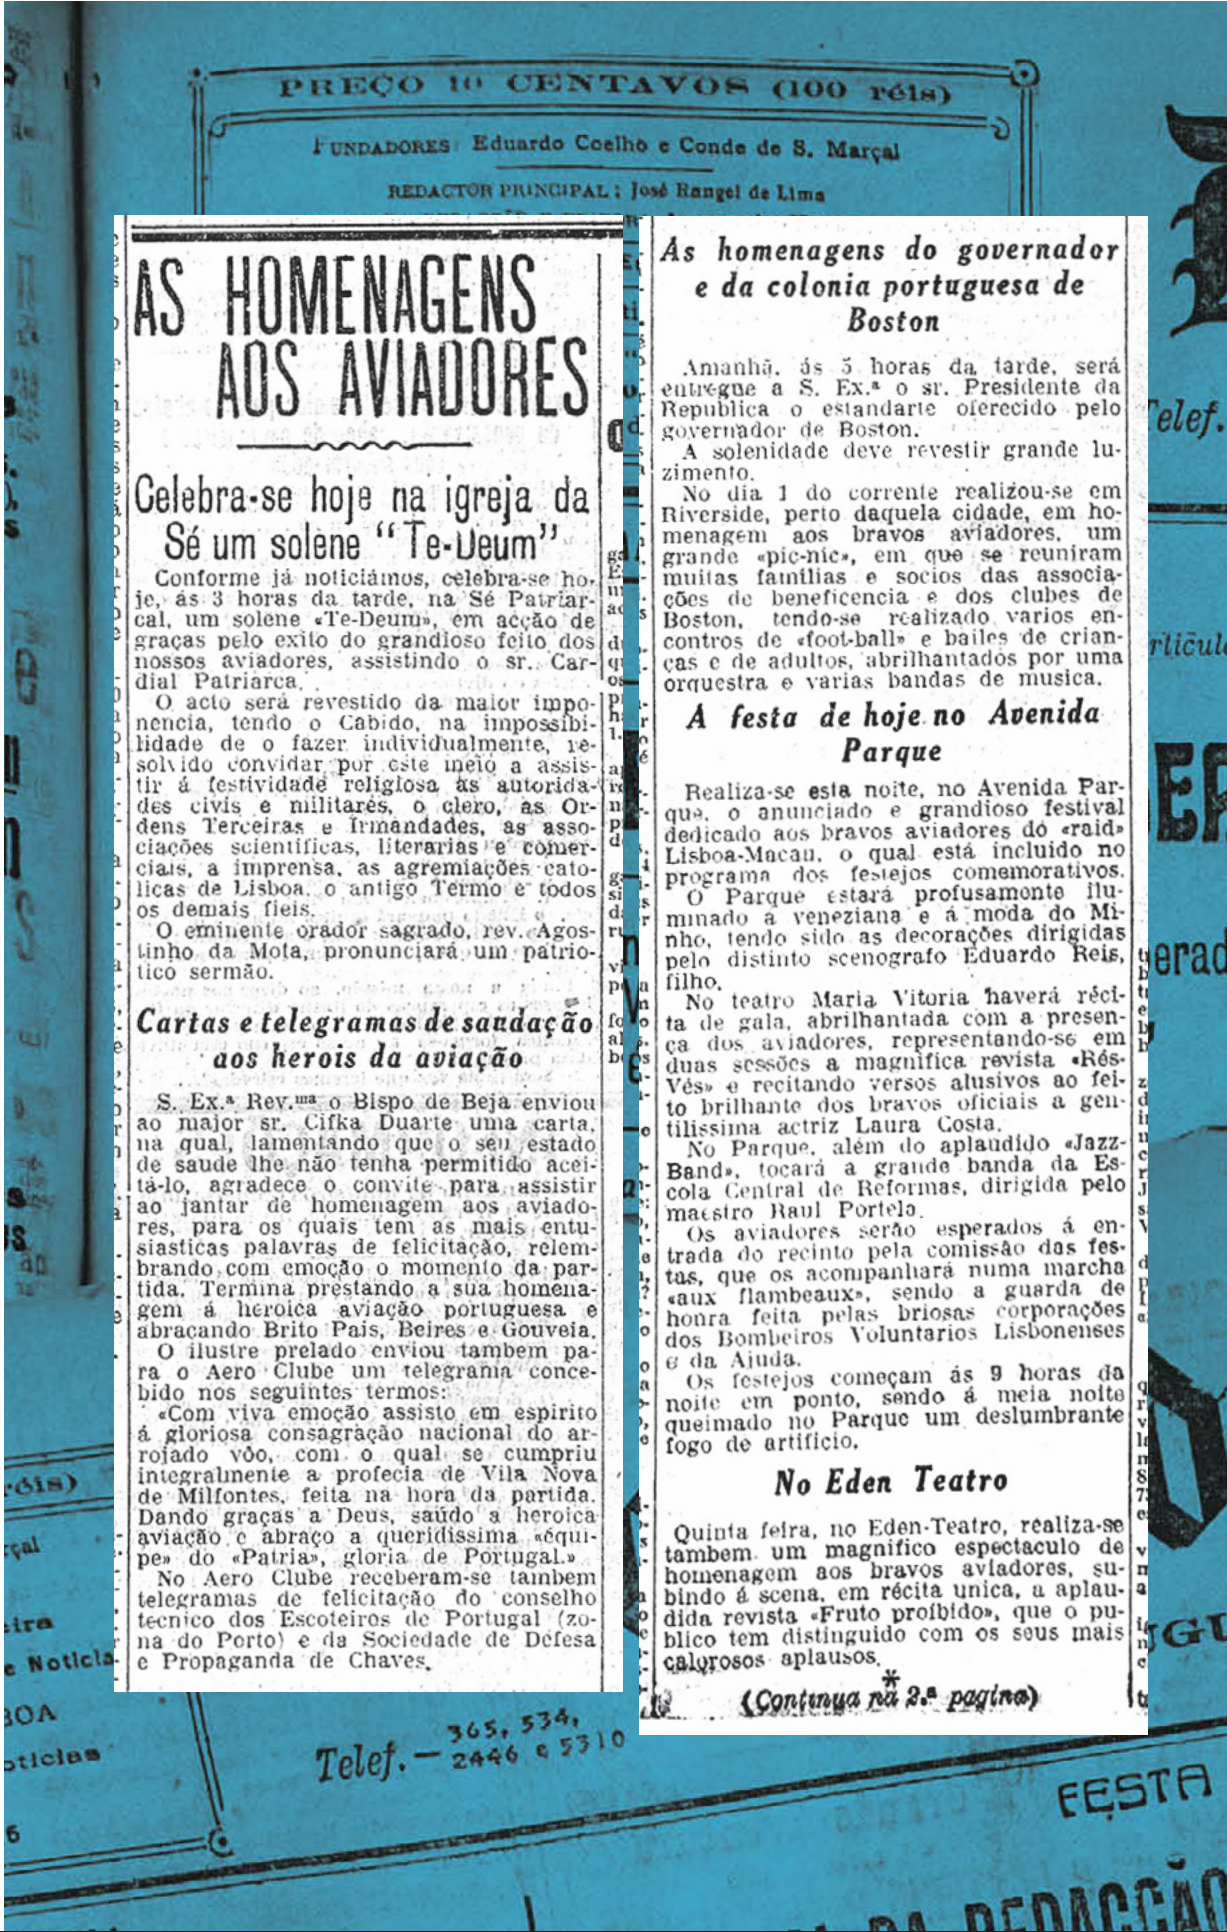 PREÇO 10 CENTAVOS (100 réis)
FUNDADORES: Eduardo Coelho e Conde de S. Marçal
REDACTOR PRINCIPAL: José Rangel de Lima
AS HOMENAGENS
AOS AVIADORES
Celebra-se hoje na igreja da
Sé um solene "Te-Deum"
Conforme já noticiámos, celebra-se ho-
je, ás 3 horas da tarde, na Sé Patriar-
cal, um solene «Te-Deum», em acção de
graças pelo exito do grandioso feito dos
nossos aviadores, assistindo o sr. Car-
dial Patriarca.
O acto será revestido da maior impo-
nencia, tendo o Cabido, na impossibi-
lidade de o fazer individualmente, re-
solvido convidar por este meio a assis-
tir á festividade religiosa as autorida-
des civis e militares, o clero, as Or-
dens Terceiras e Irmandades, as asso-
ciações scientificas, literarias e comer-
ciais, a imprensa, as agremiações cato-
licas de Lisboa, o antigo Termo e todos
os demais fieis.
O eminente orador sagrado, rev. Agos-
tinho da Mota, pronunciará um patrio-
tico sermão.
Cartas e telegramas de saudação
aos herois da aviação
S. Ex.ª Rev.ᵐᵃ o Bispo de Beja enviou
ao major sr. Cifka Duarte uma carta,
na qual, lamentando que o seu estado
de saude lhe não tenha permitido acei-
tá-lo, agradece o convite para assistir
ao jantar de homenagem aos aviado-
res, para os quais tem as mais entu-
siasticas palavras de felicitação, relem-
brando com emoção o momento da par-
tida. Termina prestando a sua homena-
gem á heroica aviação portuguesa e
abraçando Brito Pais, Beires e Gouveia.
O ilustre prelado enviou tambem pa-
ra o Aero Clube um telegrama conce-
bido nos seguintes termos:
«Com viva emoção assisto em espirito
á gloriosa consagração nacional do ar-
rojado vôo, com o qual se cumpriu
integralmente a profecia de Vila Nova
de Milfontes, feita na hora da partida.
Dando graças a Deus, saúdo a heroica
aviação e abraço a queridissima «équi-
pe» do «Patria», gloria de Portugal.»
No Aero Clube receberam-se tambem
telegramas de felicitação do conselho
tecnico dos Escoteiros de Portugal (zo-
na do Porto) e da Sociedade de Defesa
e Propaganda de Chaves.
As homenagens do governador
e da colonia portuguesa de
Boston
Amanhã, ás 5 horas da tarde, será
entregue a S. Ex.ª o sr. Presidente da
Republica o estandarte oferecido pelo
governador de Boston.
A solenidade deve revestir grande lu-
zimento.
No dia 1 do corrente realizou-se em
Riverside, perto daquela cidade, em ho-
menagem aos bravos aviadores, um
grande «pic-nic», em que se reuniram
muitas familias e socios das associa-
ções de beneficencia e dos clubes de
Boston, tendo-se realizado varios en-
contros de «foot-ball» e bailes de crian-
ças e de adultos, abrilhantados por uma
orquestra e varias bandas de musica.
A festa de hoje no Avenida
Parque
Realiza-se esta noite, no Avenida Par-
que, o anunciado e grandioso festival
dedicado aos bravos aviadores do «raid»
Lisboa-Macau, o qual está incluido no
programa dos festejos comemorativos.
O Parque estará profusamente ilu-
minado á veneziana e á moda do Mi-
nho, tendo sido as decorações dirigidas
pelo distinto scenografo Eduardo Reis,
filho.
No teatro Maria Vitoria haverá réci-
ta de gala, abrilhantada com a presen-
ça dos aviadores, representando-se em
duas sessões a magnifica revista «Rés-
Vés» e recitando versos alusivos ao fei-
to brilhante dos bravos oficiais a gen-
tilissima actriz Laura Costa.
No Parque, além do aplaudido «Jazz-
Band», tocará a grande banda da Es-
cola Central de Reformas, dirigida pelo
maestro Raul Portela.
Os aviadores serão esperados á en-
trada do recinto pela comissão das fes-
tas, que os acompanhará numa marcha
«aux flambeaux», sendo a guarda de
honra feita pelas briosas corporações
dos Bombeiros Voluntarios Lisbonenses
e da Ajuda.
Os festejos começam ás 9 horas da
noite em ponto, sendo á meia noite
queimado no Parque um deslumbrante
fogo de artificio.
No Eden Teatro
Quinta feira, no Eden-Teatro, realiza-se
tambem um magnifico espectaculo de
homenagem aos bravos aviadores, su-
bindo á scena, em récita unica, a aplau-
dida revista «Fruto proíbido», que o pu-
blico tem distinguido com os seus mais
calorosos aplausos.
*
(Continua na 2.ª pagina)
Telef.
Telef. — 365, 534,
2446 e 5310
FESTA
DA REDACÇÃO